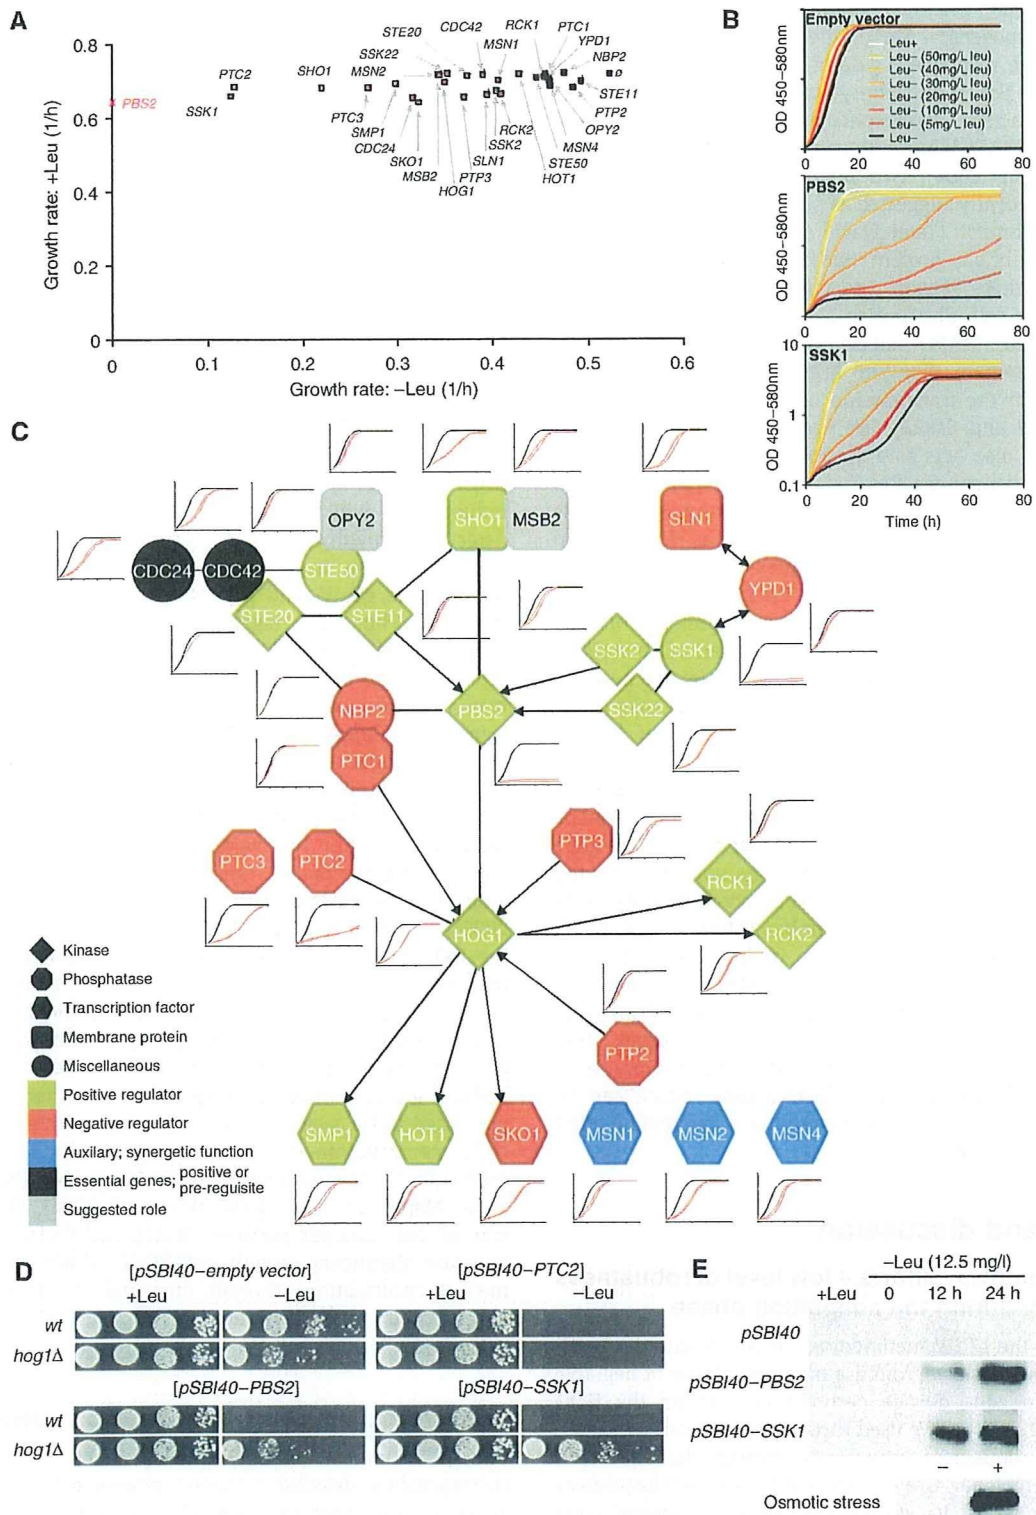 A
Growth rate: +Leu (1/h)
0.8
0.6
0.4
0.2
0
0
0.1
0.2
0.3
0.4
0.5
0.6
Growth rate: –Leu (1/h)
PBS2
PTC2
SSK1
SHO1
STE20
SSK22
MSN2
CDC42
RCK1
MSN1
PTC1
YPD1
NBP2
ø
STE11
PTP2
OPY2
MSN4
STE50
HOT1
RCK2
SSK2
SLN1
PTP3
HOG1
MSB2
SKO1
CDC24
SMP1
PTC3
B
Empty vector
Leu+
Leu– (50mg/L leu)
Leu– (40mg/L leu)
Leu– (30mg/L leu)
Leu– (20mg/L leu)
Leu– (10mg/L leu)
Leu– (5mg/L leu)
Leu–
OD 450–580nm
0 20 40 60 80
PBS2
OD 450–580nm
0 20 40 60 80
SSK1
OD 450–580nm
10
1
0.1
0 20 40 60 80
Time (h)
C
OPY2
SHO1
MSB2
SLN1
CDC24
CDC42
STE50
YPD1
STE20
STE11
SSK2
SSK1
NBP2
PBS2
SSK22
PTC1
PTC3
PTC2
PTP3
RCK1
HOG1
RCK2
PTP2
SMP1
HOT1
SKO1
MSN1
MSN2
MSN4
Kinase
Phosphatase
Transcription factor
Membrane protein
Miscellaneous
Positive regulator
Negative regulator
Auxilary; synergetic function
Essential genes; positive or
pre-reguisite
Suggested role
D
[pSBI40–empty vector]
[pSBI40–PTC2]
+Leu
–Leu
+Leu
–Leu
wt
hog1Δ
[pSBI40–PBS2]
[pSBI40–SSK1]
wt
hog1Δ
E
–Leu (12.5 mg/l)
+Leu 0 12 h 24 h
pSBI40
pSBI40–PBS2
pSBI40–SSK1
– +
Osmotic stress